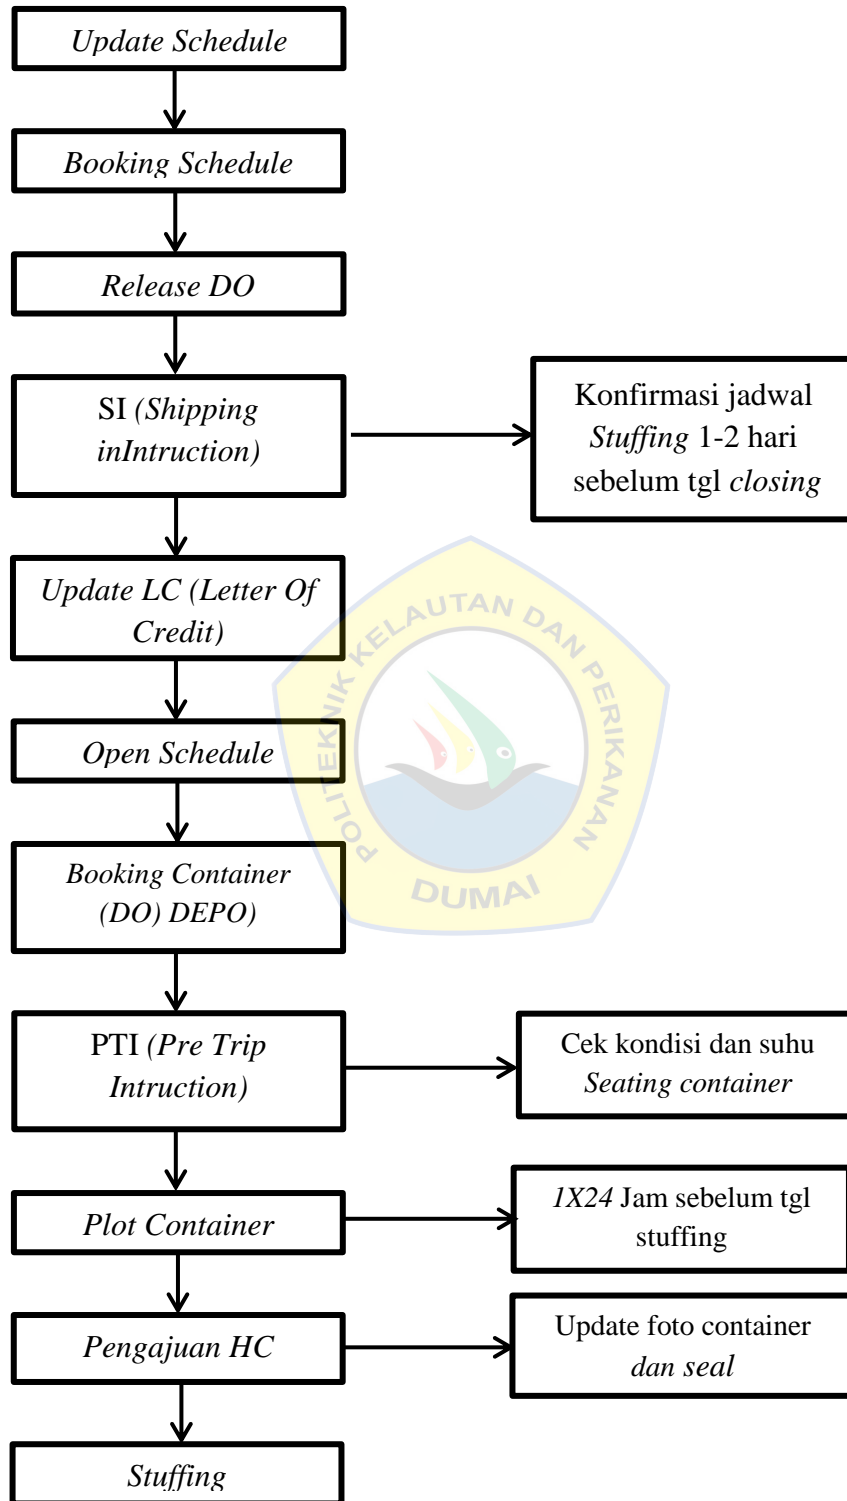 Update Schedule
Booking Schedule
Release DO
SI (Shipping
inIntruction)
Konfirmasi jadwal
Stuffing 1-2 hari
sebelum tgl closing
Update LC (Letter Of
Credit)
POLITEKNIK KELAUTAN DAN PERIKANAN
DUMAI
Open Schedule
Booking Container
(DO) DEPO)
PTI (Pre Trip
Intruction)
Cek kondisi dan suhu
Seating container
Plot Container
1X24 Jam sebelum tgl
stuffing
Pengajuan HC
Update foto container
dan seal
Stuffing